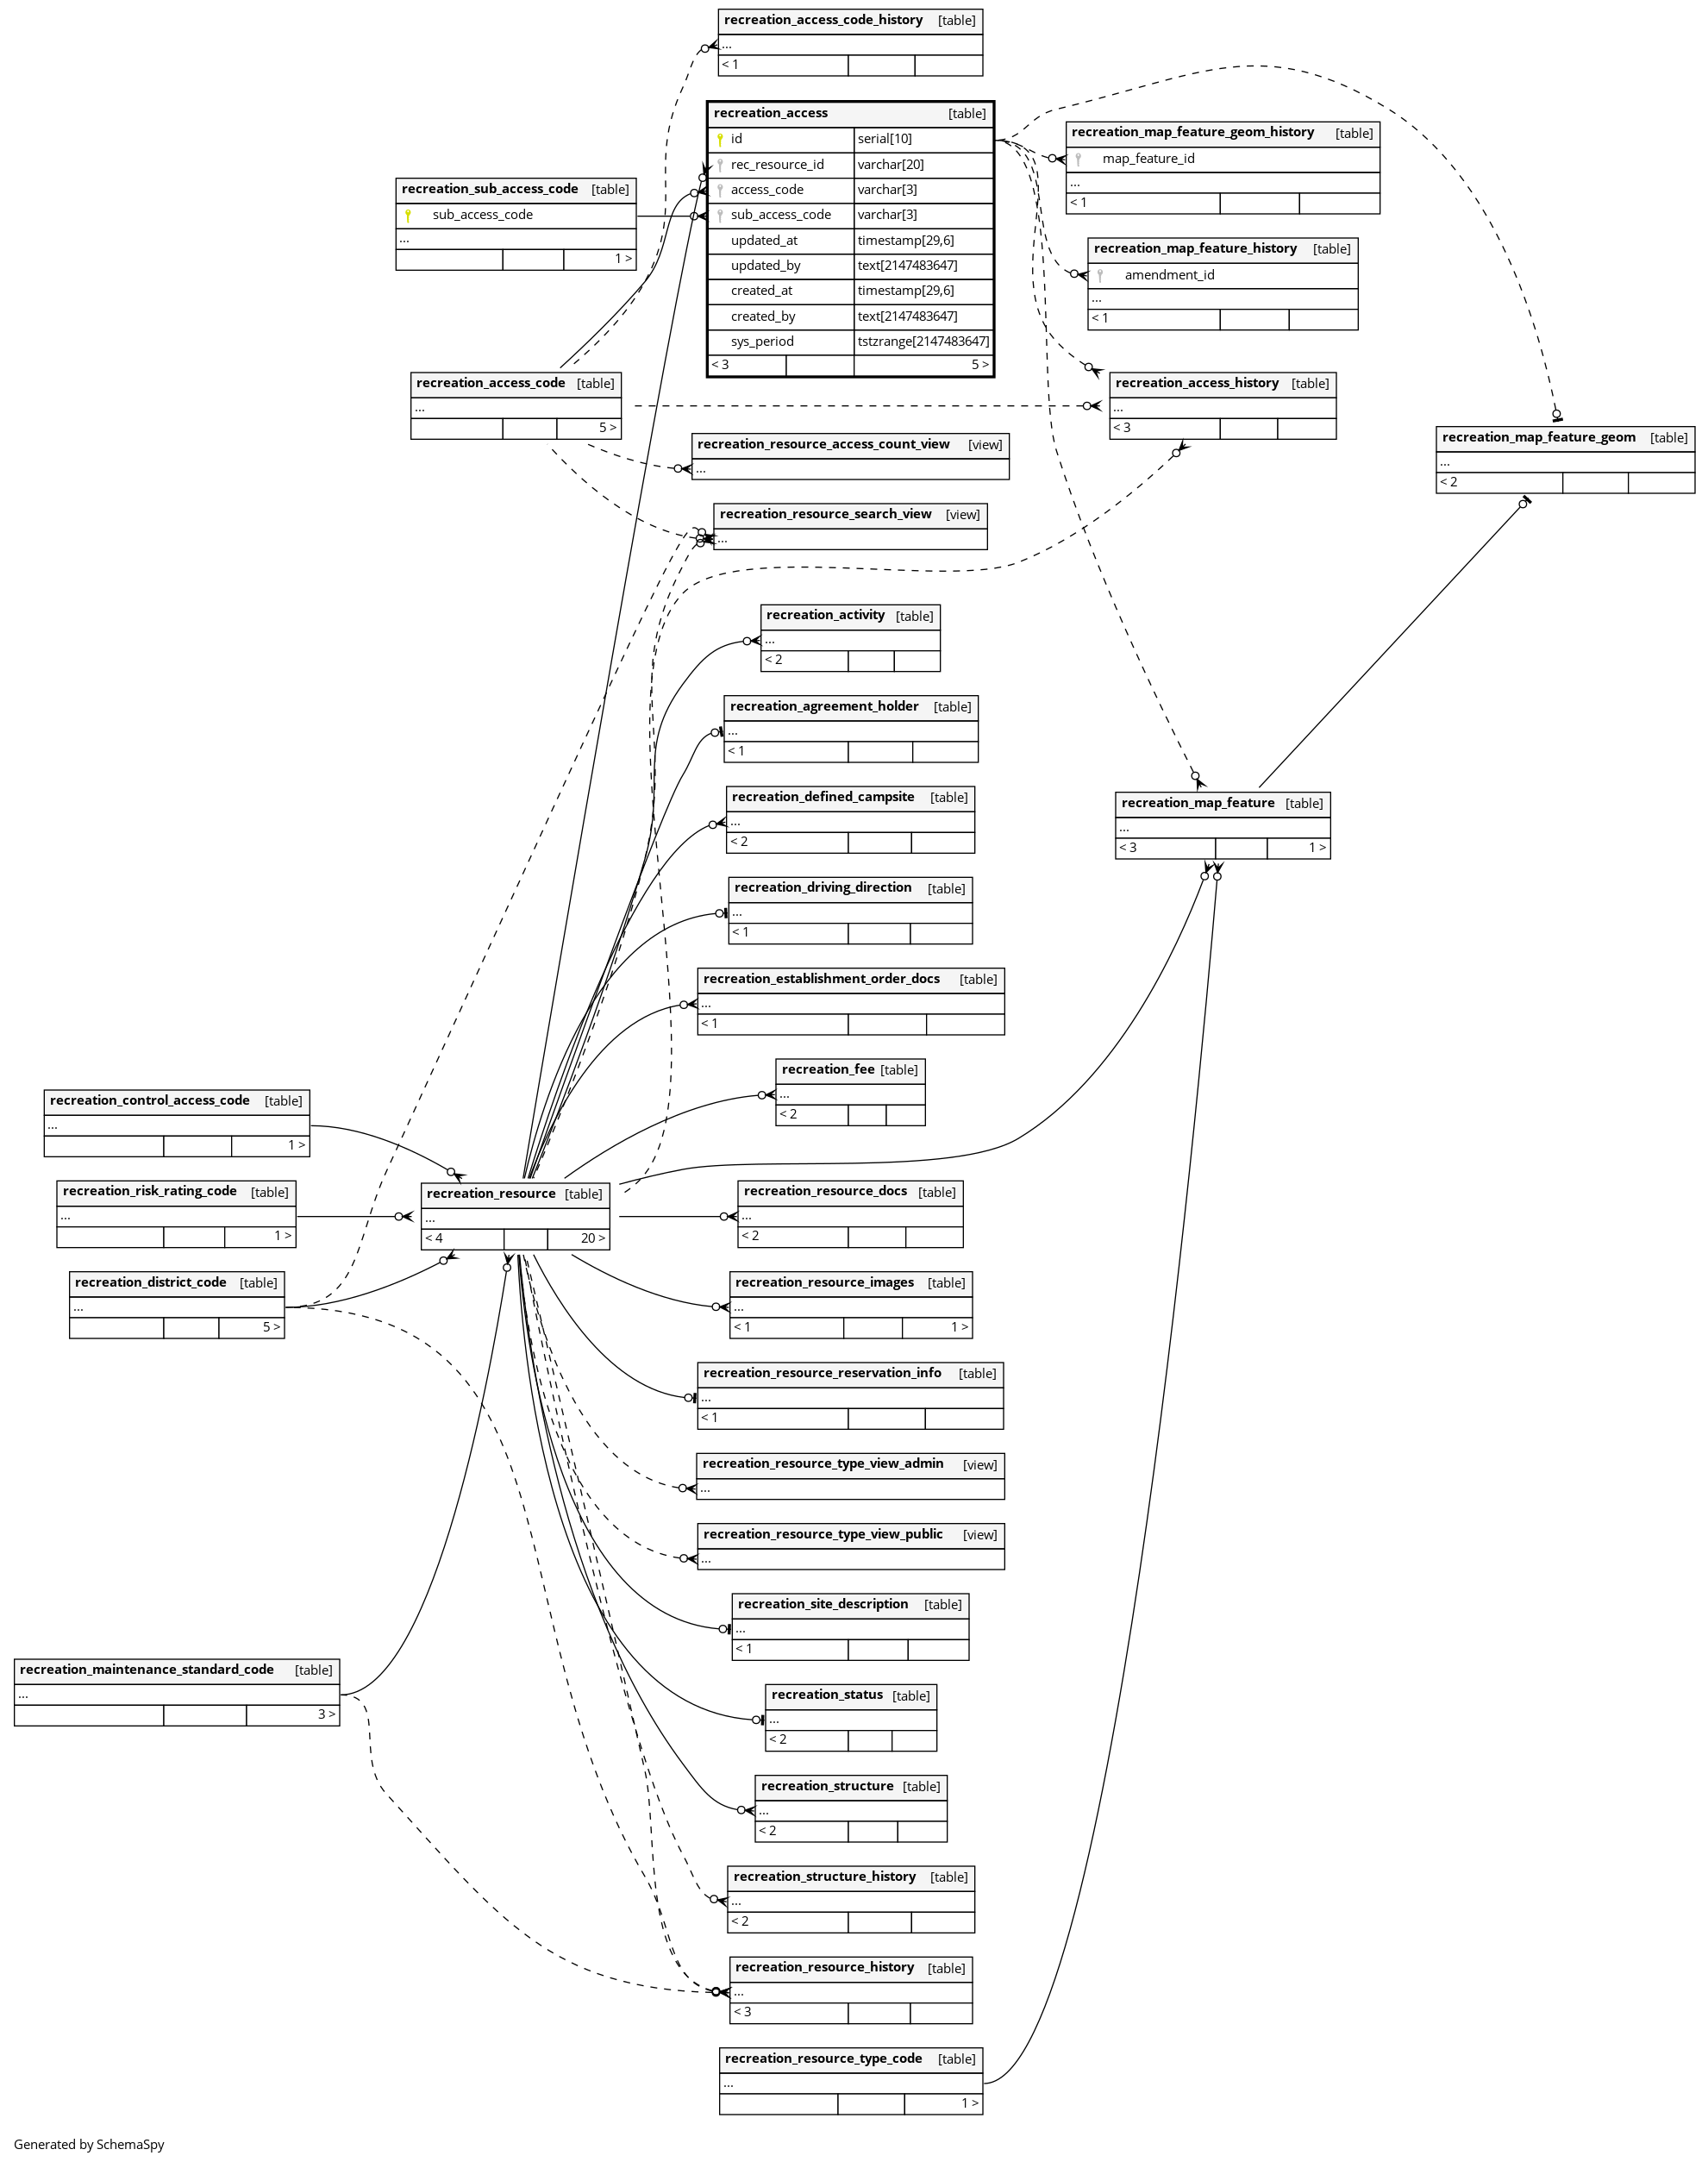 recreation_access_code_history [table]
...
< 1
recreation_access [table]
id serial[10]
rec_resource_id varchar[20]
access_code varchar[3]
sub_access_code varchar[3]
updated_at timestamp[29,6]
updated_by text[2147483647]
created_at timestamp[29,6]
created_by text[2147483647]
sys_period tstzrange[2147483647]
< 3 5 >
recreation_map_feature_geom_history [table]
map_feature_id
...
< 1
recreation_sub_access_code [table]
sub_access_code
...
1 >
recreation_map_feature_history [table]
amendment_id
...
< 1
recreation_access_code [table]
...
5 >
recreation_access_history [table]
...
< 3
recreation_map_feature_geom [table]
...
< 2
recreation_resource_access_count_view [view]
...
recreation_resource_search_view [view]
...
recreation_activity [table]
...
< 2
recreation_agreement_holder [table]
...
< 1
recreation_defined_campsite [table]
...
< 2
recreation_map_feature [table]
...
< 3 1 >
recreation_driving_direction [table]
...
< 1
recreation_establishment_order_docs [table]
...
< 1
recreation_fee [table]
...
< 2
recreation_control_access_code [table]
...
1 >
recreation_risk_rating_code [table]
...
1 >
recreation_resource [table]
...
< 4 20 >
recreation_resource_docs [table]
...
< 2
recreation_district_code [table]
...
5 >
recreation_resource_images [table]
...
< 1 1 >
recreation_resource_reservation_info [table]
...
< 1
recreation_resource_type_view_admin [view]
...
recreation_resource_type_view_public [view]
...
recreation_site_description [table]
...
< 1
recreation_maintenance_standard_code [table]
...
3 >
recreation_status [table]
...
< 2
recreation_structure [table]
...
< 2
recreation_structure_history [table]
...
< 2
recreation_resource_history [table]
...
< 3
recreation_resource_type_code [table]
...
1 >
Generated by SchemaSpy